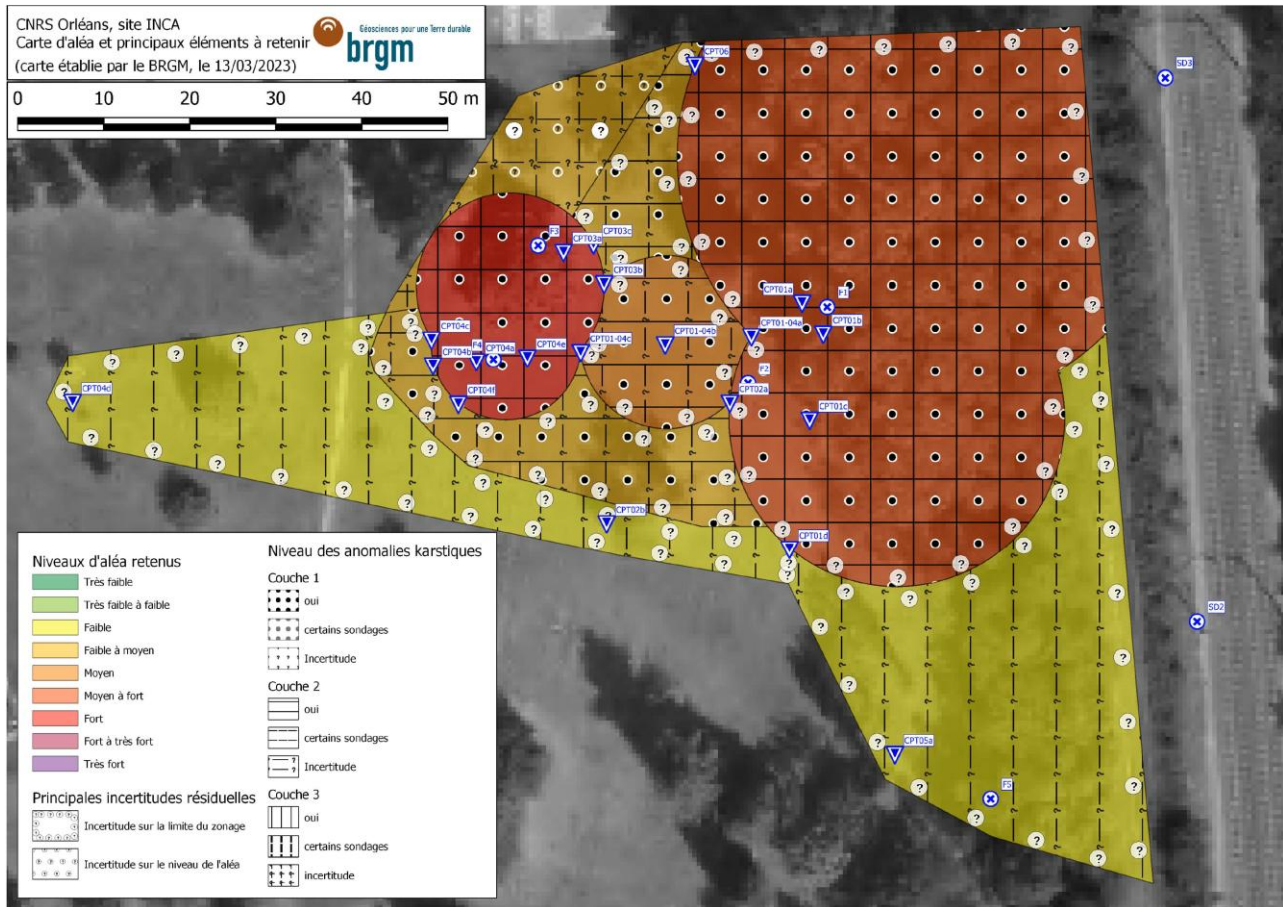 CNRS Orléans, site INCA
Carte d'aléa et principaux éléments à retenir
(carte établie par le BRGM, le 13/03/2023)
Géosciences pour une Terre durable
brgm
0 10 20 30 40 50 m
CPT06
SD3
F3
CPT03a
CPT03c
CPT03b
CPT01a
F1
CPT01b
CPT04c
CPT01-04b
CPT01-04a
CPT04b
F4
CPT04a
CPT04e
CPT01-04c
F2
CPT04d
CPT04f
CPT02a
CPT01c
CPT02b
CPT01d
SD2
CPT05a
F5
Niveaux d'aléa retenus
Très faible
Très faible à faible
Faible
Faible à moyen
Moyen
Moyen à fort
Fort
Fort à très fort
Très fort
Principales incertitudes résiduelles
Incertitude sur la limite du zonage
Incertitude sur le niveau de l'aléa
Niveau des anomalies karstiques
Couche 1
oui
certains sondages
Incertitude
Couche 2
oui
certains sondages
Incertitude
Couche 3
oui
certains sondages
incertitude